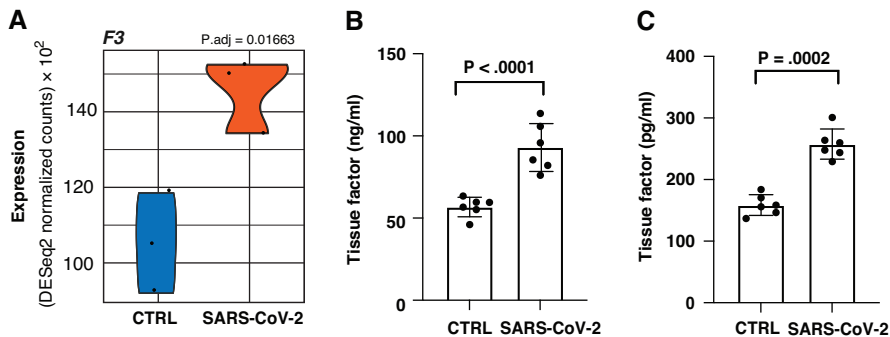 A
F3
P.adj = 0.01663
Expression
(DESeq2 normalized counts) × 10²
140
120
100
CTRL
SARS-CoV-2
B
P < .0001
Tissue factor (ng/ml)
150
100
50
0
CTRL
SARS-CoV-2
C
P = .0002
Tissue factor (pg/ml)
400
300
200
100
0
CTRL
SARS-CoV-2